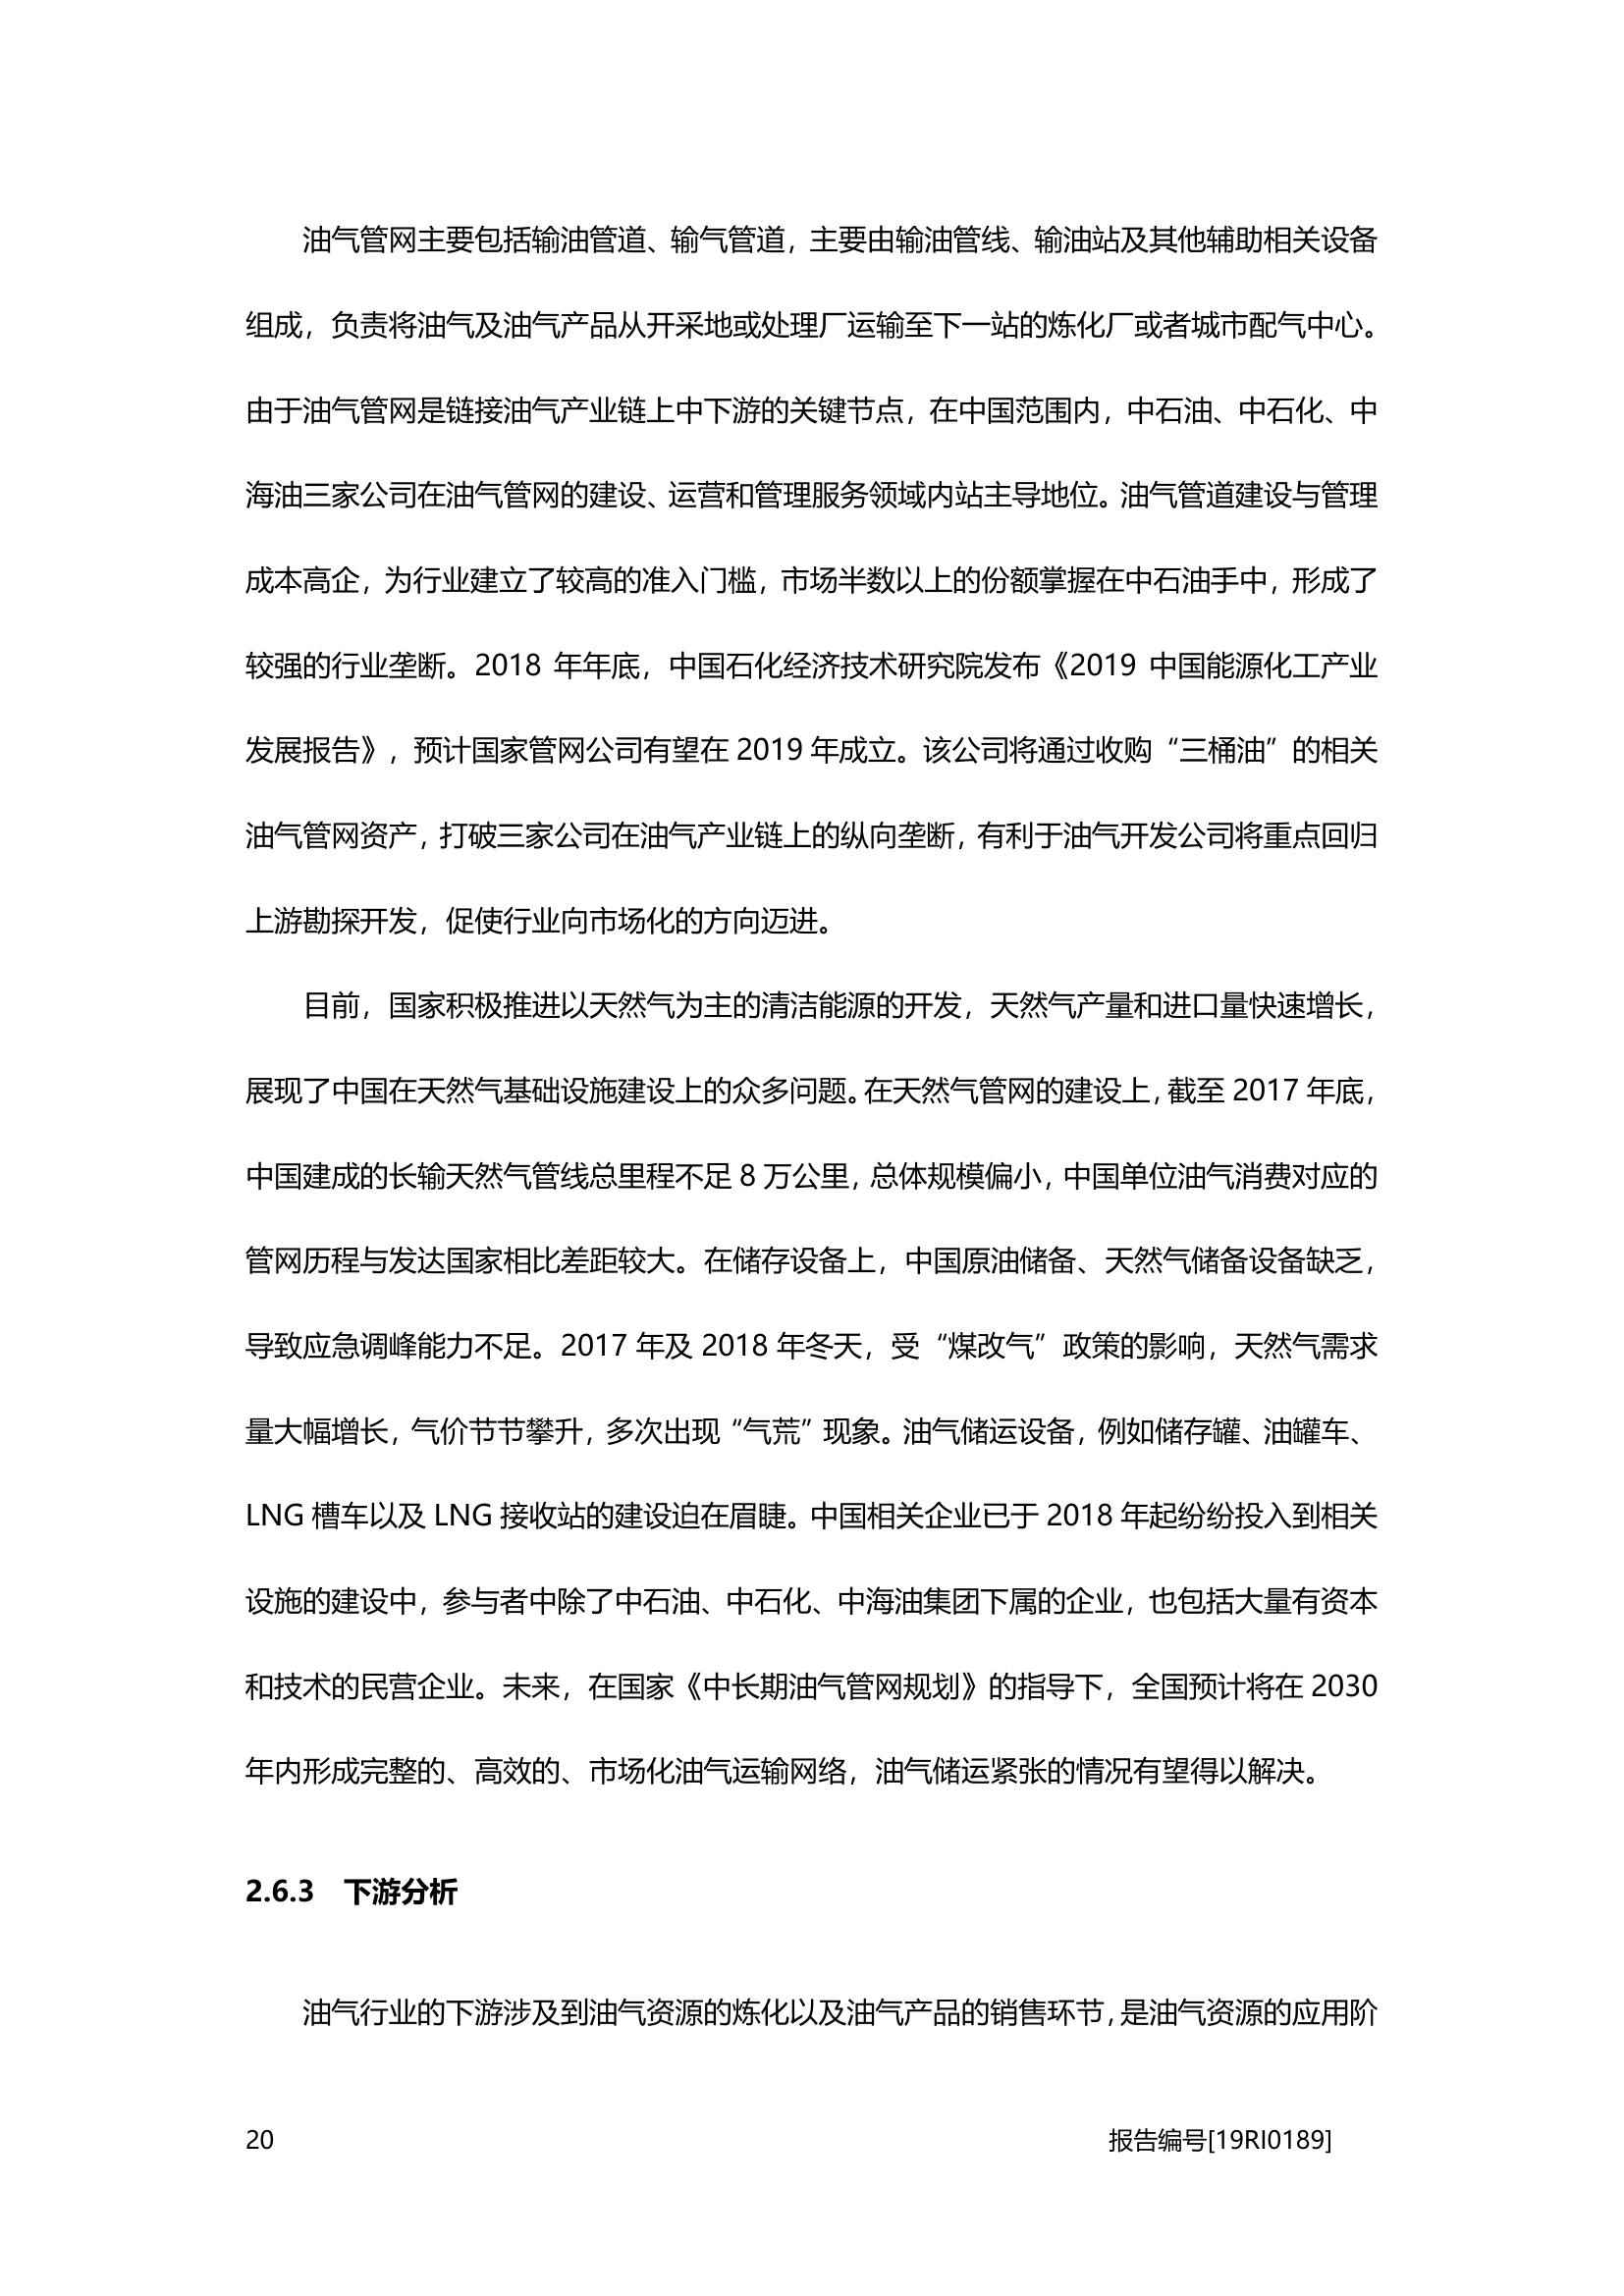 油气管网主要包括输油管道、输气管道，主要由输油管线、输油站及其他辅助相关设备
组成，负责将油气及油气产品从开采地或处理厂运输至下一站的炼化厂或者城市配气中心。
由于油气管网是链接油气产业链上中下游的关键节点，在中国范围内，中石油、中石化、中
海油三家公司在油气管网的建设、运营和管理服务领域内站主导地位。油气管道建设与管理
成本高企，为行业建立了较高的准入门槛，市场半数以上的份额掌握在中石油手中，形成了
较强的行业垄断。2018 年年底，中国石化经济技术研究院发布《2019 中国能源化工产业
发展报告》，预计国家管网公司有望在 2019 年成立。该公司将通过收购“三桶油”的相关
油气管网资产，打破三家公司在油气产业链上的纵向垄断，有利于油气开发公司将重点回归
上游勘探开发，促使行业向市场化的方向迈进。
目前，国家积极推进以天然气为主的清洁能源的开发，天然气产量和进口量快速增长，
展现了中国在天然气基础设施建设上的众多问题。在天然气管网的建设上，截至 2017 年底，
中国建成的长输天然气管线总里程不足 8 万公里，总体规模偏小，中国单位油气消费对应的
管网历程与发达国家相比差距较大。在储存设备上，中国原油储备、天然气储备设备缺乏，
导致应急调峰能力不足。2017 年及 2018 年冬天，受“煤改气”政策的影响，天然气需求
量大幅增长，气价节节攀升，多次出现“气荒”现象。油气储运设备，例如储存罐、油罐车、
LNG 槽车以及 LNG 接收站的建设迫在眉睫。中国相关企业已于 2018 年起纷纷投入到相关
设施的建设中，参与者中除了中石油、中石化、中海油集团下属的企业，也包括大量有资本
和技术的民营企业。未来，在国家《中长期油气管网规划》的指导下，全国预计将在 2030
年内形成完整的、高效的、市场化油气运输网络，油气储运紧张的情况有望得以解决。
2.6.3 下游分析
油气行业的下游涉及到油气资源的炼化以及油气产品的销售环节，是油气资源的应用阶
20 报告编号[19RI0189]